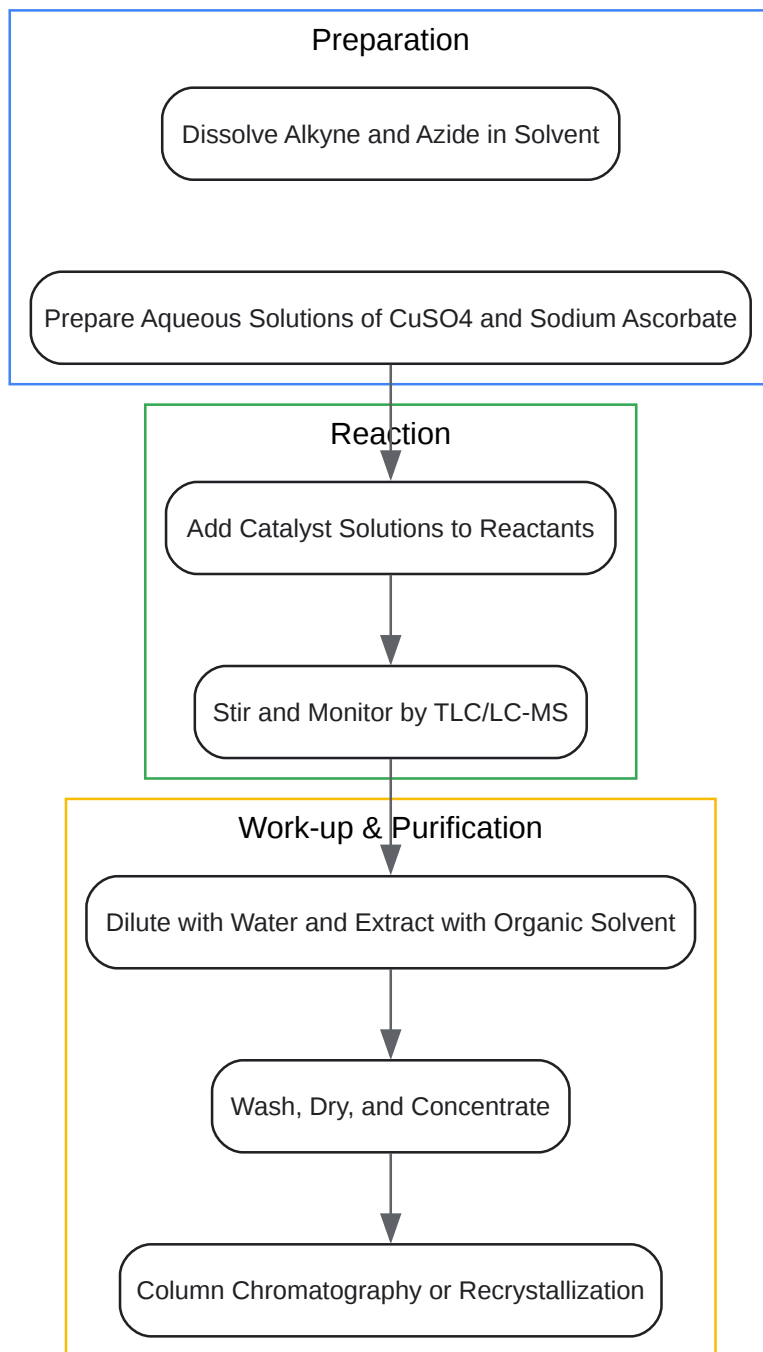 Preparation
Dissolve Alkyne and Azide in Solvent
Prepare Aqueous Solutions of CuSO4 and Sodium Ascorbate
Reaction
Add Catalyst Solutions to Reactants
Stir and Monitor by TLC/LC-MS
Work-up & Purification
Dilute with Water and Extract with Organic Solvent
Wash, Dry, and Concentrate
Column Chromatography or Recrystallization